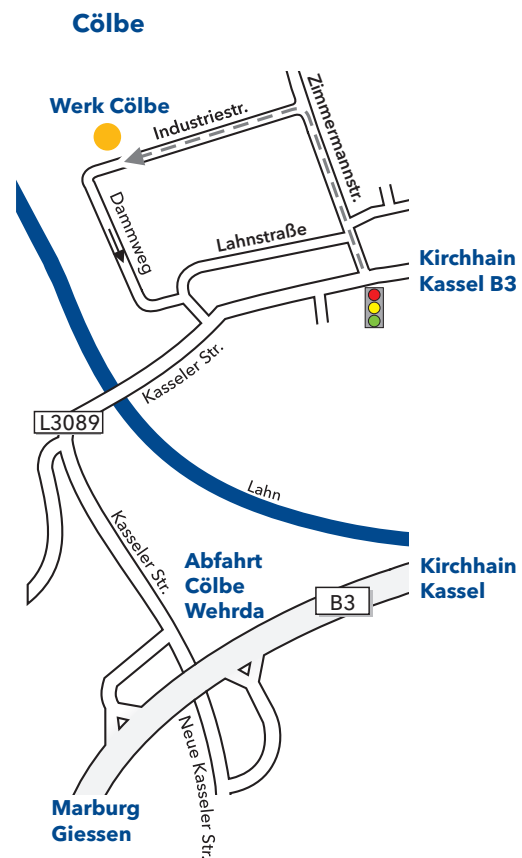 Cölbe
Werk Cölbe
Industriestr.
Zimmermannstr.
Dammweg
Lahnstraße
Kirchhain
Kassel B3
Kasseler Str.
L3089
Lahn
Kasseler Str.
Abfahrt
Cölbe
Wehrda
B3
Kirchhain
Kassel
Neue Kasseler Str.
Marburg
Giessen